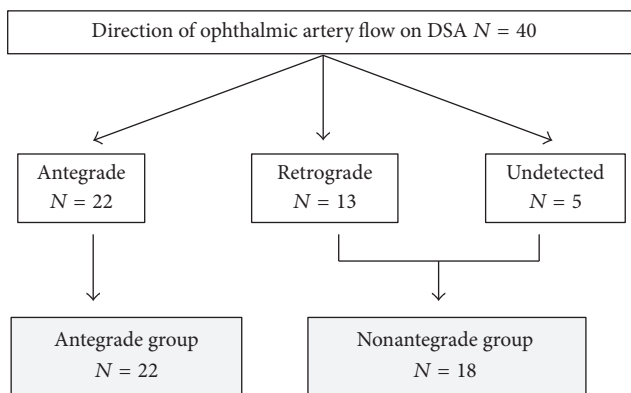 Direction of ophthalmic artery flow on DSA N = 40
Antegrade
N = 22
Retrograde
N = 13
Undetected
N = 5
Antegrade group
N = 22
Nonantegrade group
N = 18